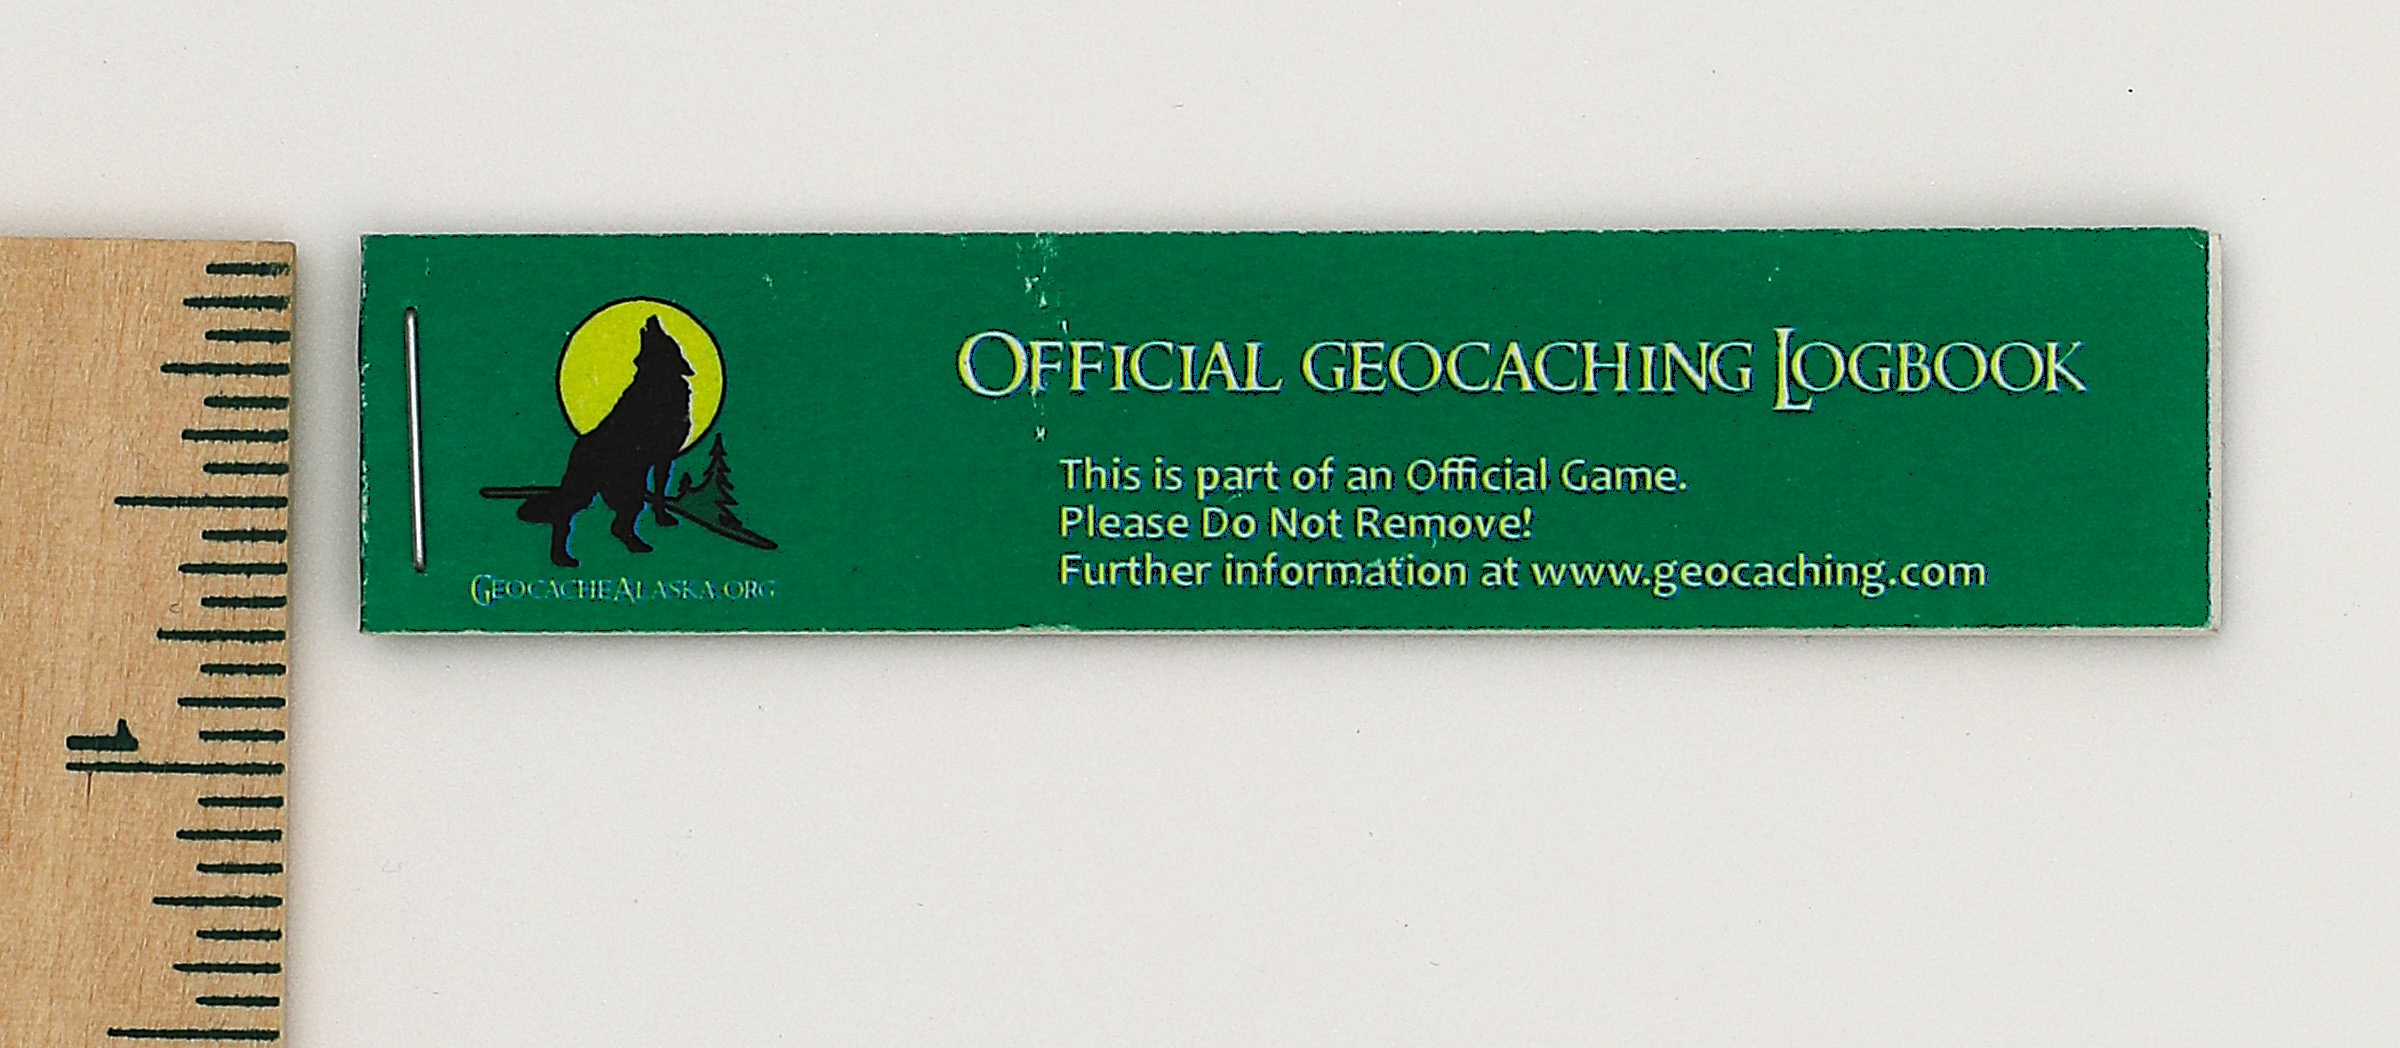 1
OFFICIAL GEOCACHING LOGBOOK
This is part of an Official Game.
Please Do Not Remove!
Further information at www.geocaching.com
GEOCACHEALASKA.ORG